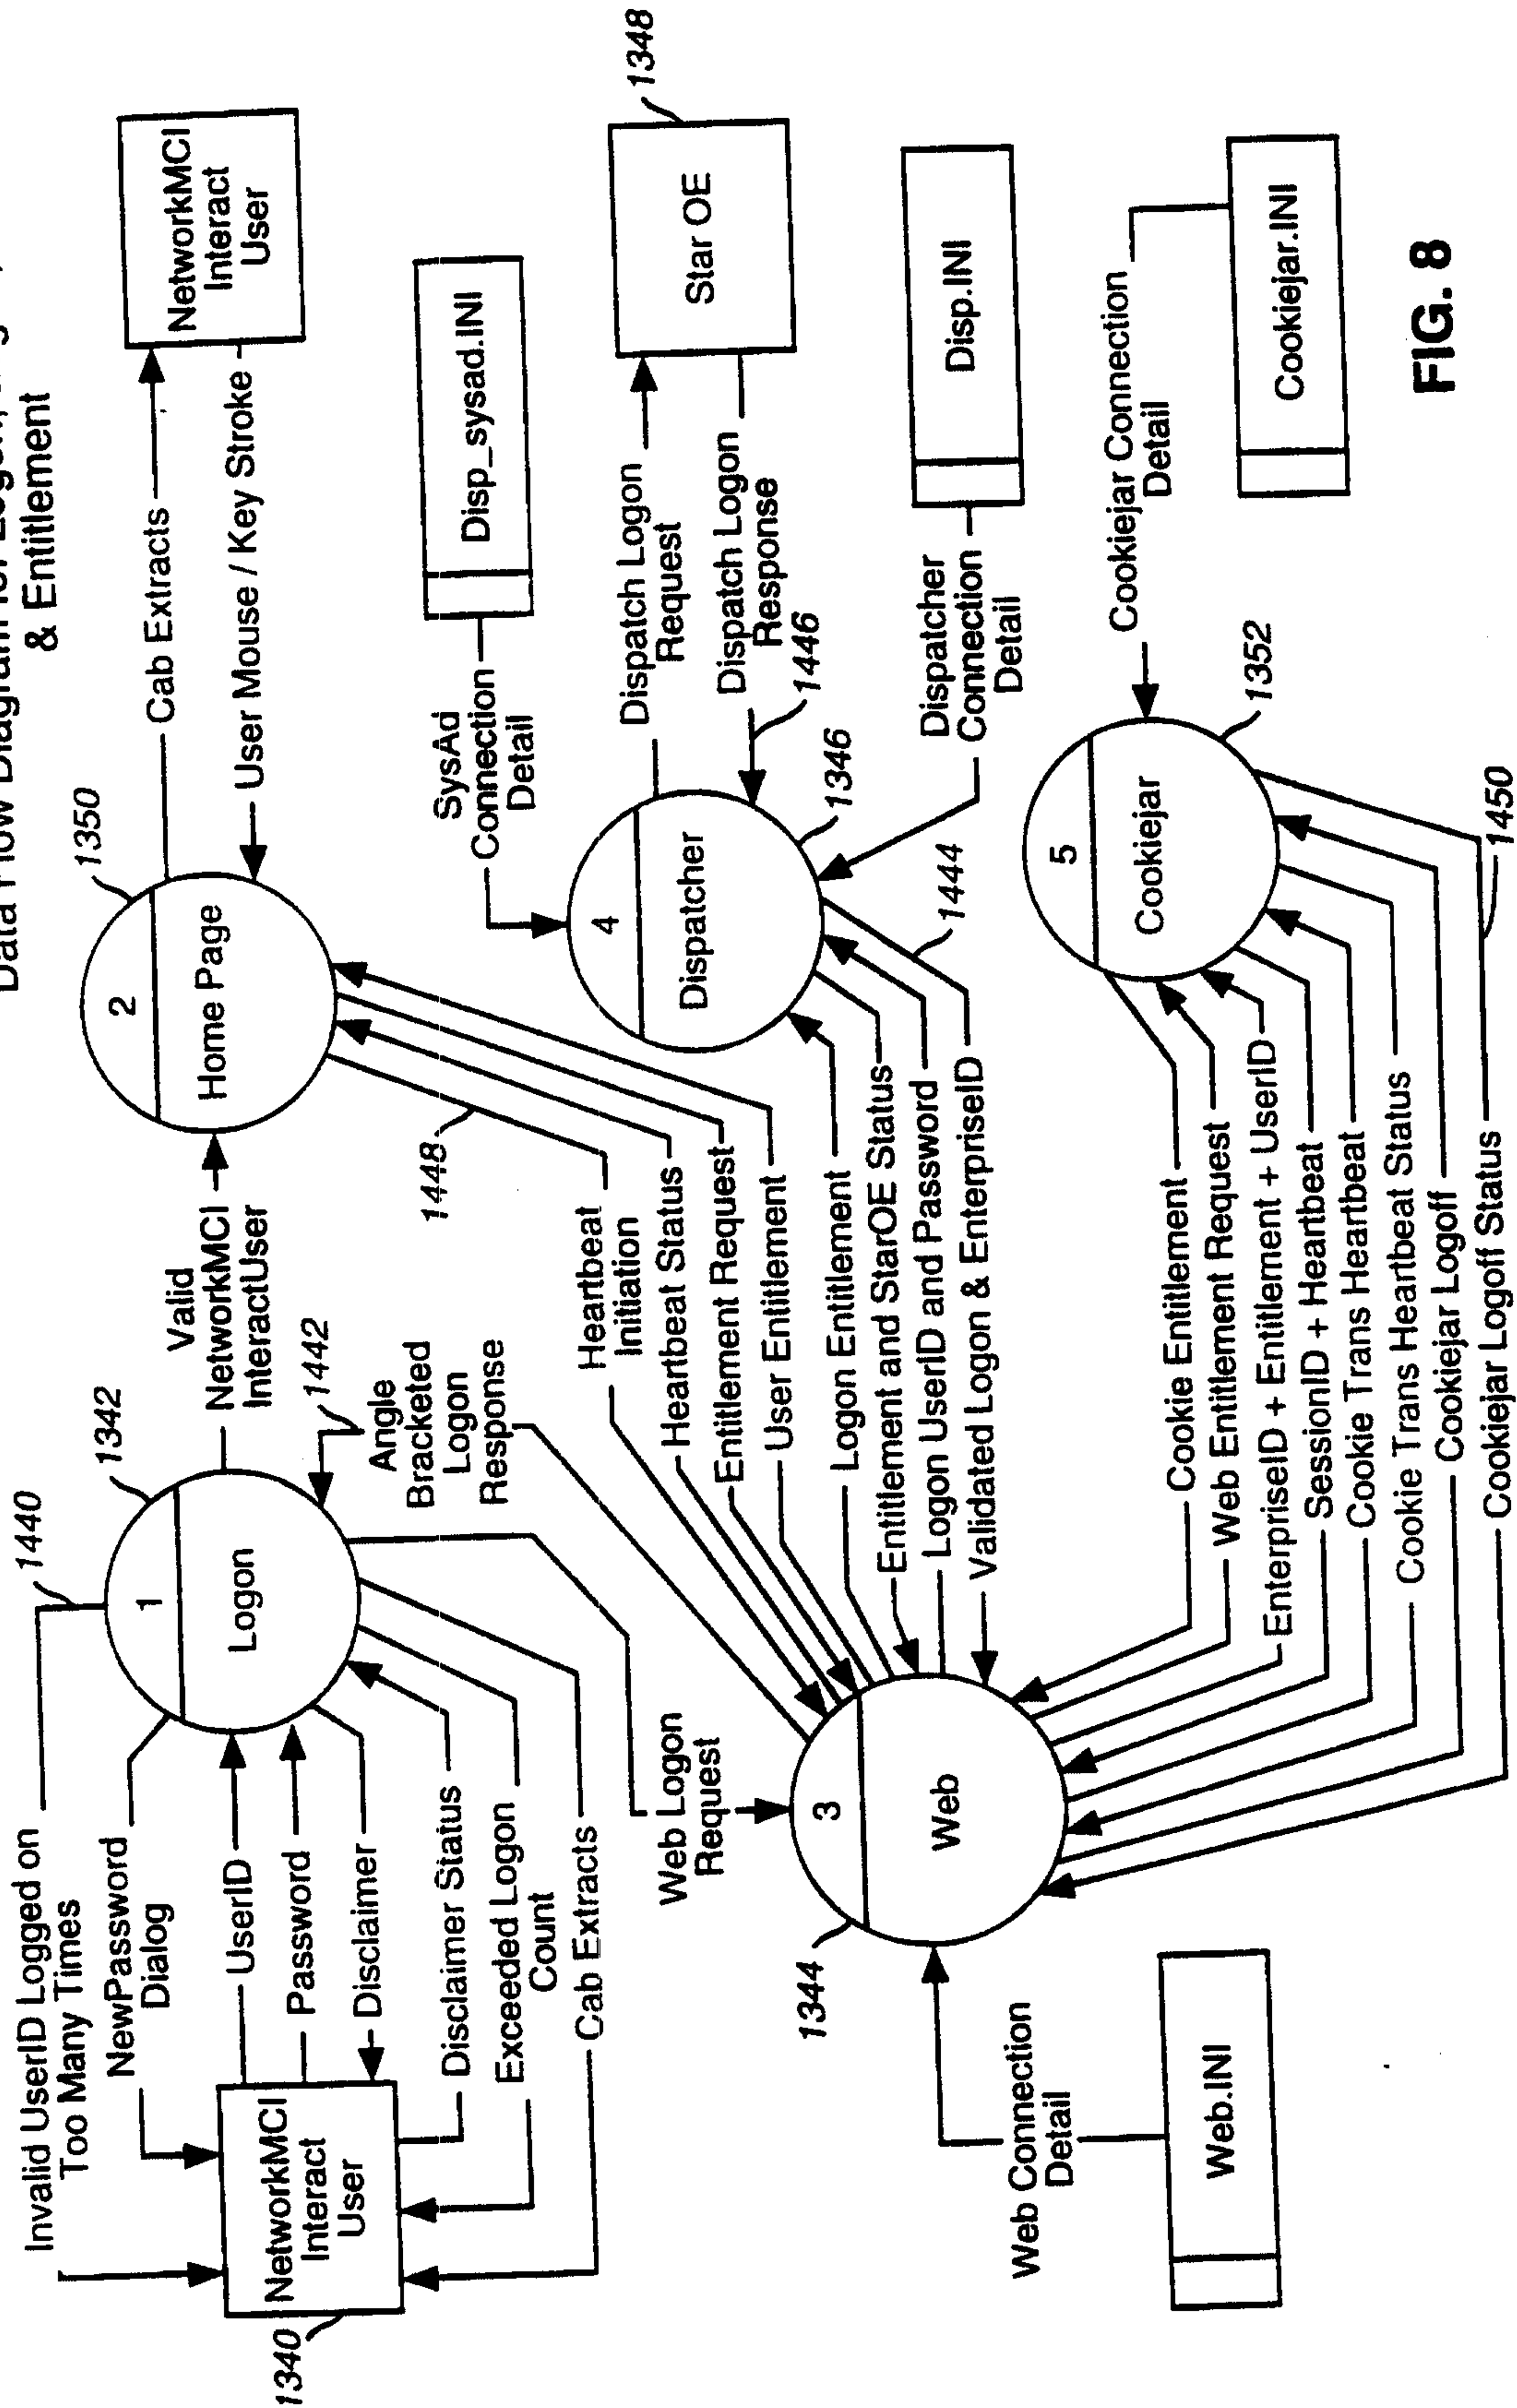 Data Flow Diagram for Logon,
& Entitlement
Invalid UserID Logged on
Too Many Times
1440
NewPassword
Dialog
1342
1
Logon
Valid
NetworkMCI
InteractUser
1350
2
Home Page
Cab Extracts
User Mouse / Key Stroke
NetworkMCI
Interact
User
NetworkMCI
Interact
User
1340
UserID
Password
Disclaimer
Disclaimer Status
Exceeded Logon
Count
Cab Extracts
1442
Angle
Bracketed
Logon
Response
Web Logon
Request
1448
Heartbeat
Initiation
Heartbeat Status
Entitlement Request
User Entitlement
SysAd
Connection
Detail
Disp_sysad.INI
4
Dispatcher
1346
Dispatch Logon
Request
Dispatch Logon
Response
1446
Star OE
1348
Logon Entitlement
Entitlement and StarOE Status
Logon UserID and Password
Validated Logon & EnterpriseID
1444
Dispatcher
Connection
Detail
Disp.INI
1344
3
Web
Web Connection
Detail
Web.INI
Cookie Entitlement
Web Entitlement Request
EnterpriseID + Entitlement + UserID
SessionID + Heartbeat
Cookie Trans Heartbeat
Cookie Trans Heartbeat Status
Cookiejar Logoff
Cookiejar Logoff Status
5
Cookiejar
1352
1450
Cookiejar Connection
Detail
Cookiejar.INI
FIG. 8